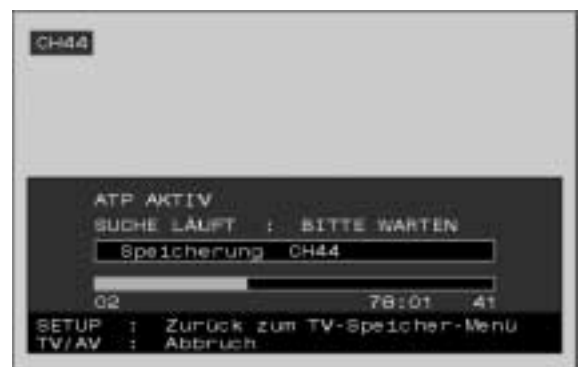 CH44
ATP AKTIV
SUCHE LÄUFT : BITTE WARTEN
Speicherung CH44
02 78:01 41
SETUP : Zurück zum TV-Speicher-Menü
TV/AV : Abbruch